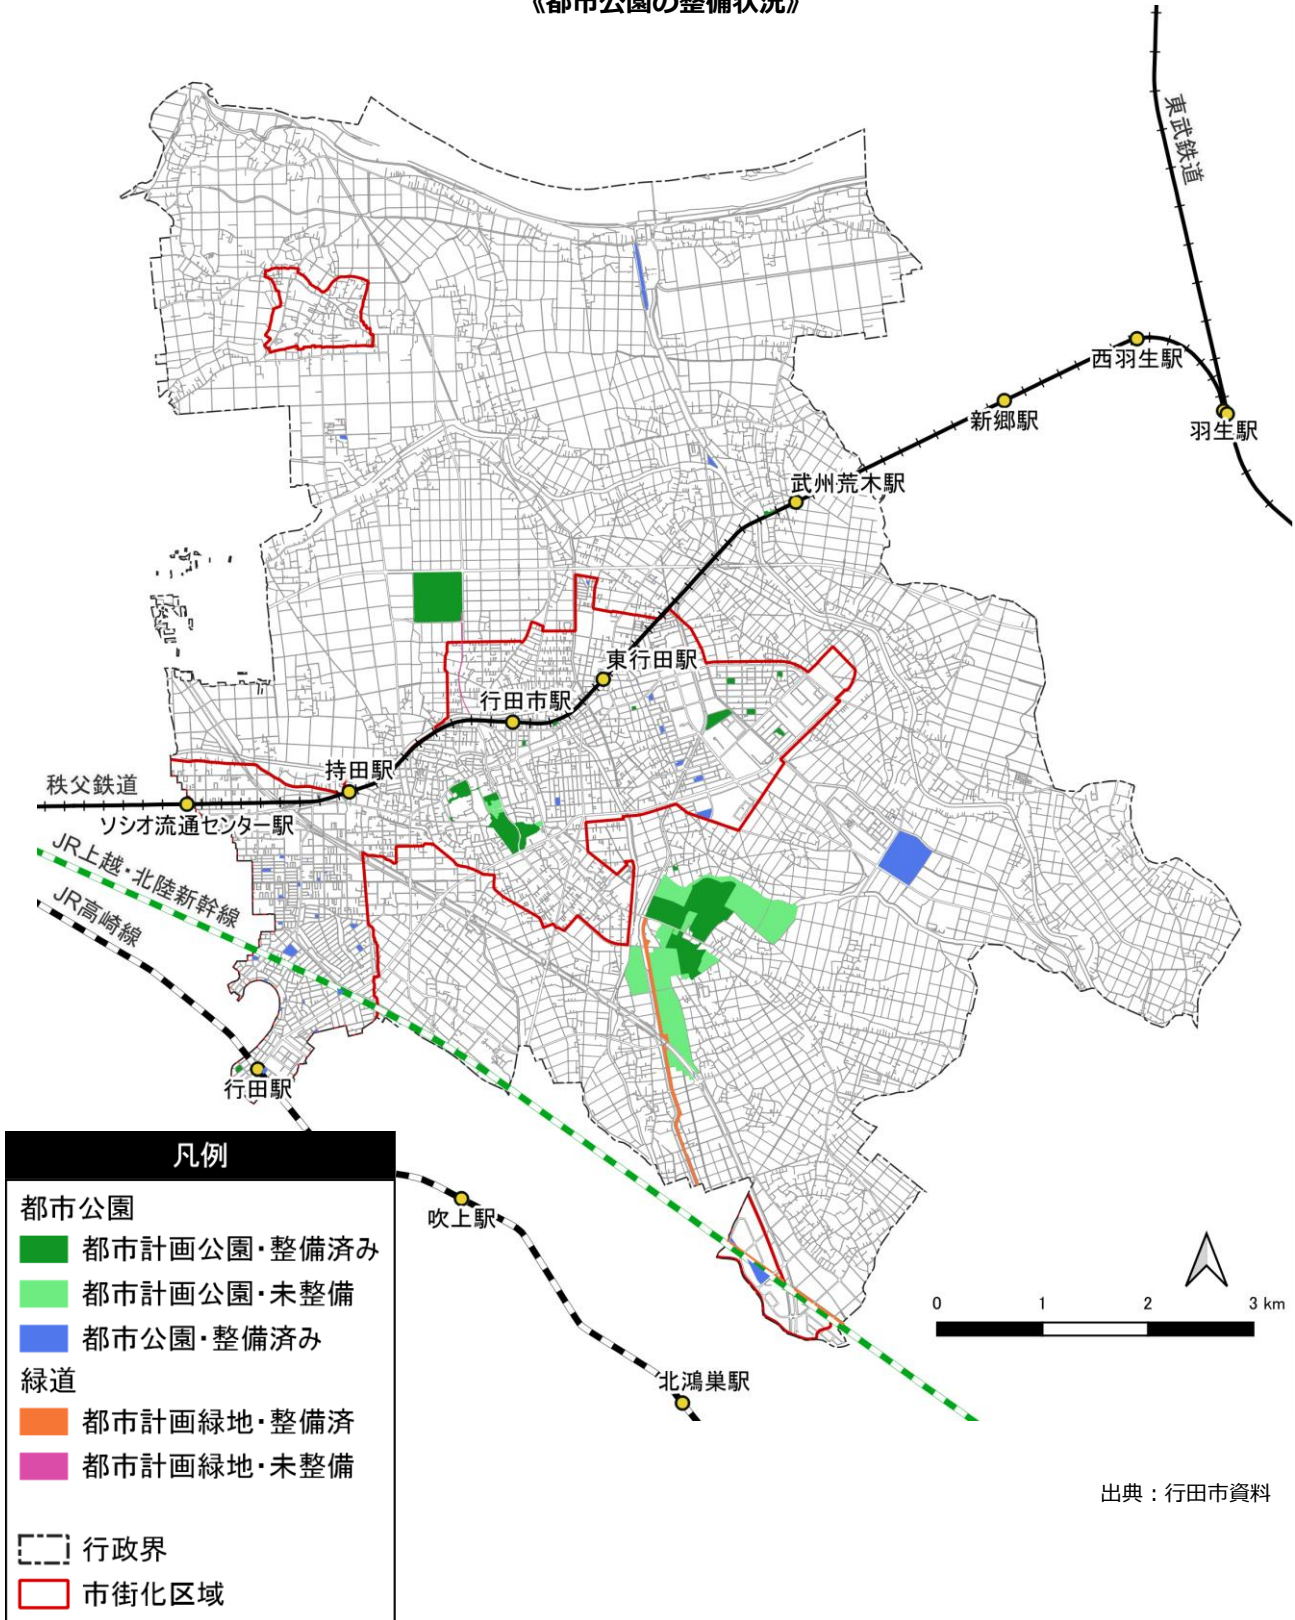 《都市公園の整備状況》
東武鉄道
西羽生駅
新郷駅
羽生駅
武州荒木駅
東行田駅
行田市駅
持田駅
秩父鉄道
ソシオ流通センター駅
JR上越・北陸新幹線
JR高崎線
行田駅
吹上駅
北鴻巣駅
0 1 2 3 km
凡例
都市公園
都市計画公園・整備済み
都市計画公園・未整備
都市公園・整備済み
緑道
都市計画緑地・整備済
都市計画緑地・未整備
行政界
市街化区域
出典：行田市資料